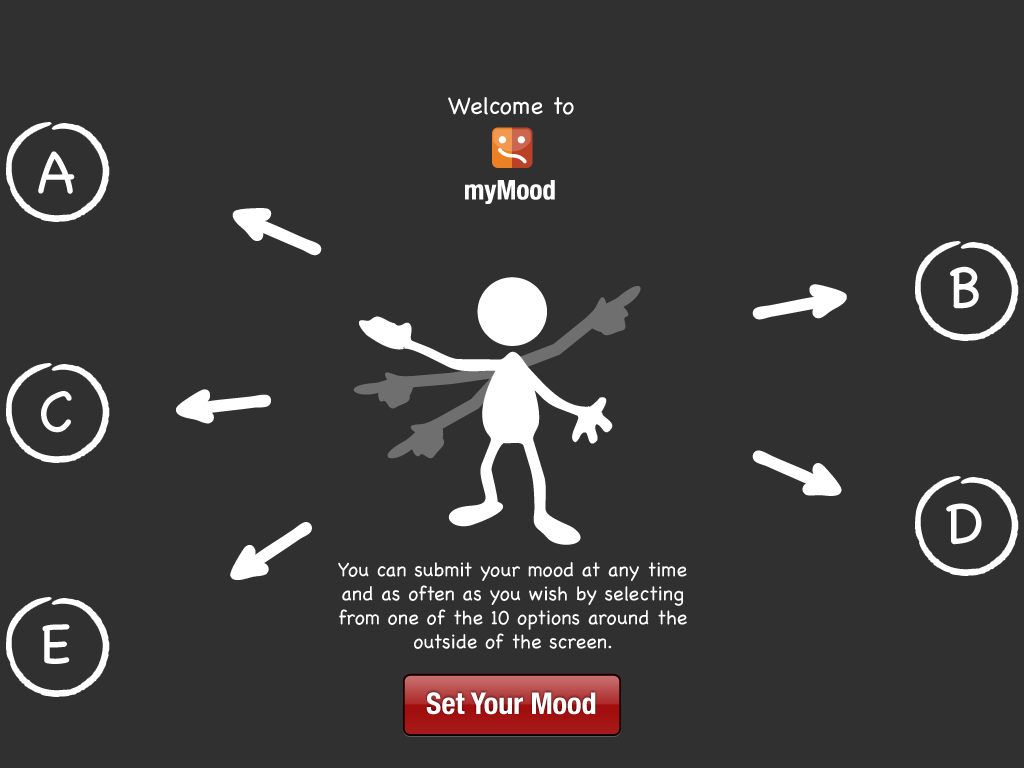 Welcome to
myMood
A
B
C
D
E
You can submit your mood at any time
and as often as you wish by selecting
from one of the 10 options around the
outside of the screen.
Set Your Mood